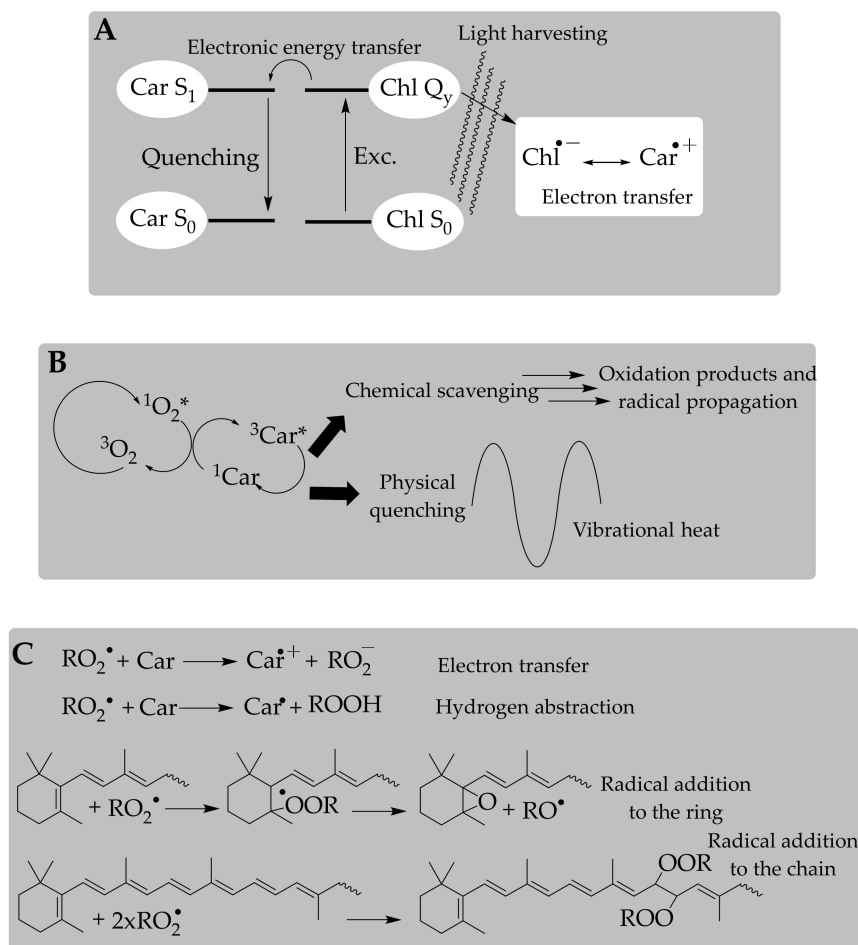 A
Electronic energy transfer
Light harvesting
Car S₁
Chl Qᵧ
Quenching
Exc.
Chl•− ↔ Car•+
Electron transfer
Car S₀
Chl S₀
B
¹O₂*
³O₂
³Car*
¹Car
Chemical scavenging
Oxidation products and
radical propagation
Physical
quenching
Vibrational heat
C
RO₂• + Car → Car•+ + RO₂−
Electron transfer
RO₂• + Car → Car• + ROOH
Hydrogen abstraction
+ RO₂•
•OOR
O
+ RO•
Radical addition
to the ring
+ 2xRO₂•
OOR
ROO
Radical addition
to the chain